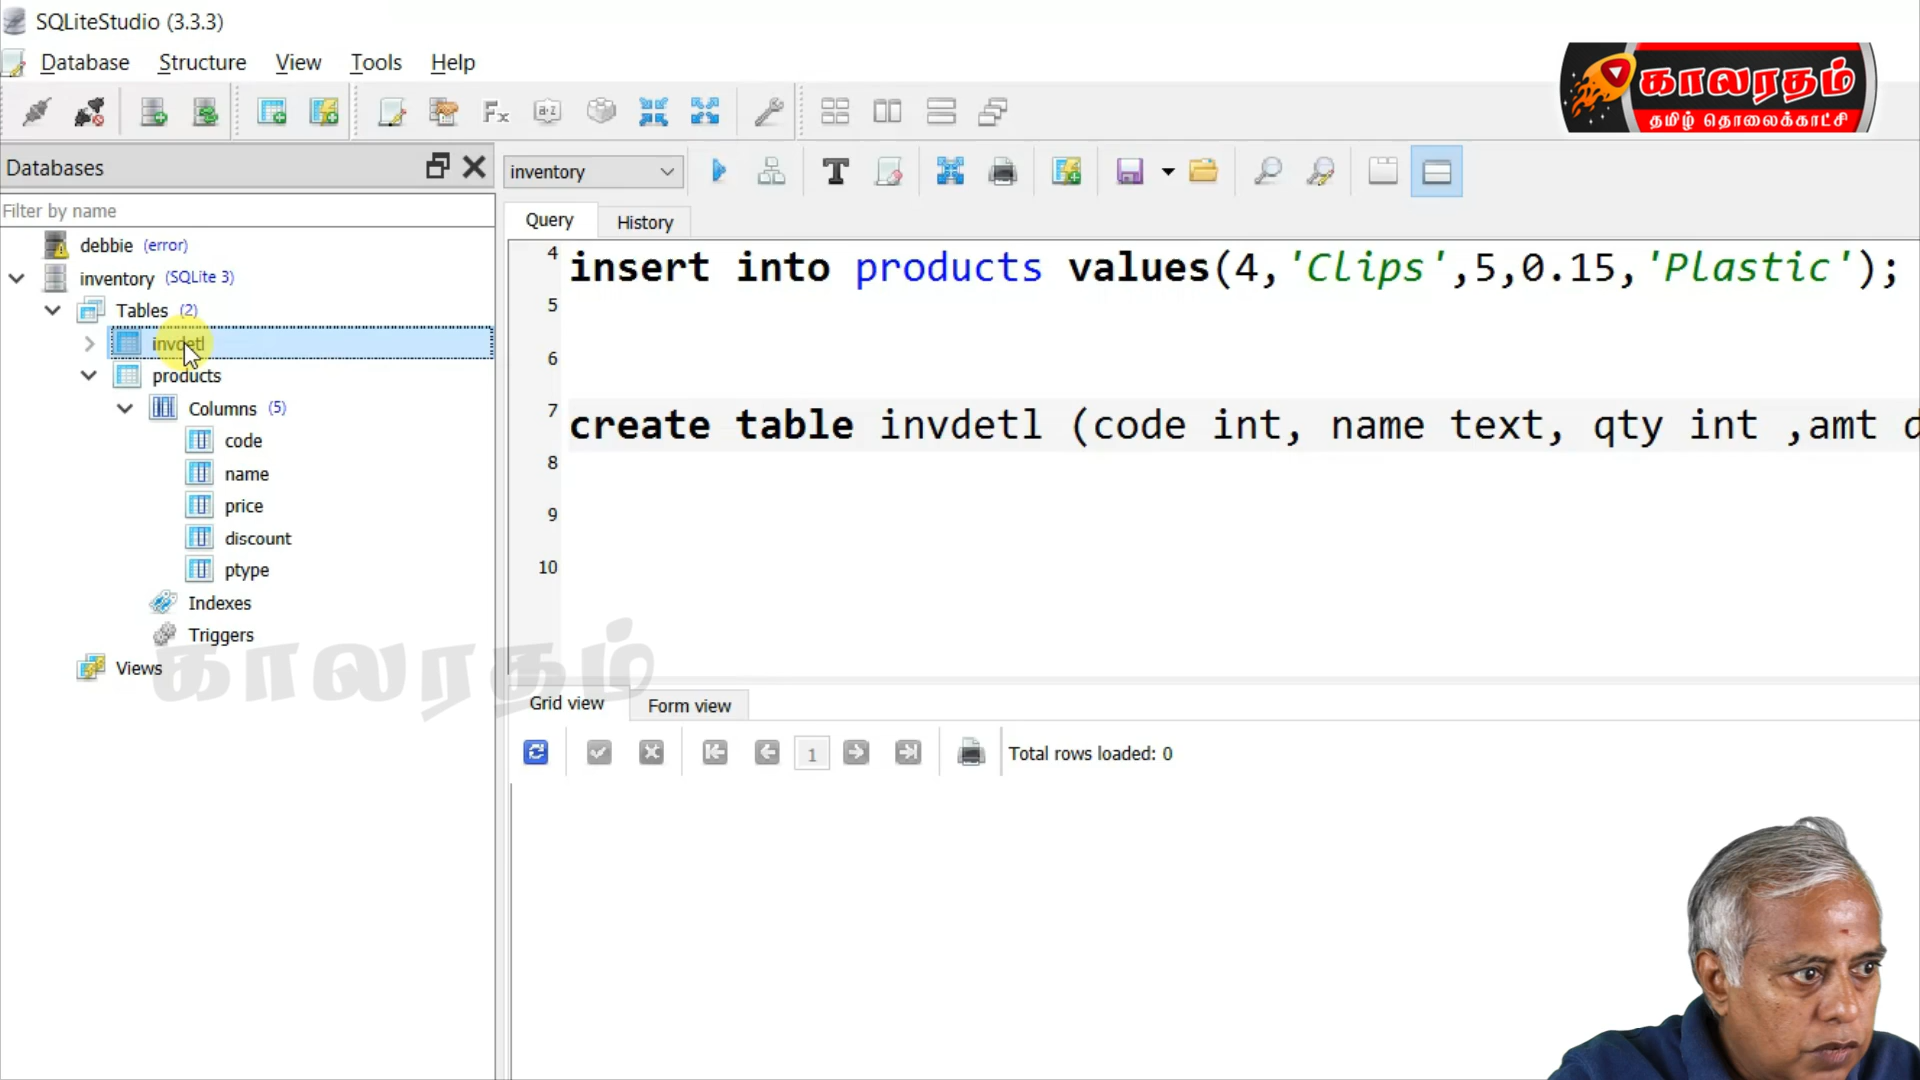 SQLiteStudio (3.3.3)
Database Structure View Tools Help
காலரதம்
தமிழ் தொலைக்காட்சி
Databases
inventory
Filter by name
Query History
debbie (error)
inventory (SQLite 3)
Tables (2)
invdetl
products
Columns (5)
code
name
price
discount
ptype
Indexes
Triggers
Views
காலரதம்
4 insert into products values(4,'Clips',5,0.15,'Plastic');
5
6
7 create table invdetl (code int, name text, qty int ,amt d
8
9
10
Grid view Form view
1 Total rows loaded: 0